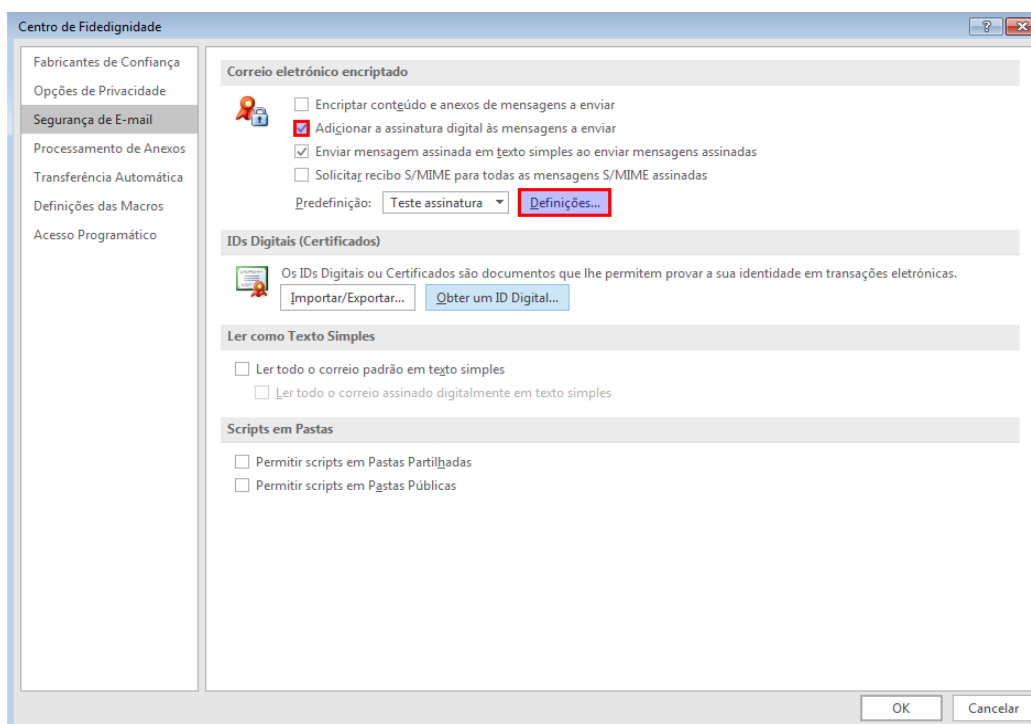 Centro de Fidedignidade
Fabricantes de Confiança
Opções de Privacidade
Segurança de E-mail
Processamento de Anexos
Transferência Automática
Definições das Macros
Acesso Programático
Correio eletrónico encriptado
Encriptar conteúdo e anexos de mensagens a enviar
Adicionar a assinatura digital às mensagens a enviar
Enviar mensagem assinada em texto simples ao enviar mensagens assinadas
Solicitar recibo S/MIME para todas as mensagens S/MIME assinadas
Predefinição: Teste assinatura Definições...
IDs Digitais (Certificados)
Os IDs Digitais ou Certificados são documentos que lhe permitem provar a sua identidade em transações eletrónicas.
Importar/Exportar... Obter um ID Digital...
Ler como Texto Simples
Ler todo o correio padrão em texto simples
Ler todo o correio assinado digitalmente em texto simples
Scripts em Pastas
Permitir scripts em Pastas Partilhadas
Permitir scripts em Pastas Públicas
OK Cancelar